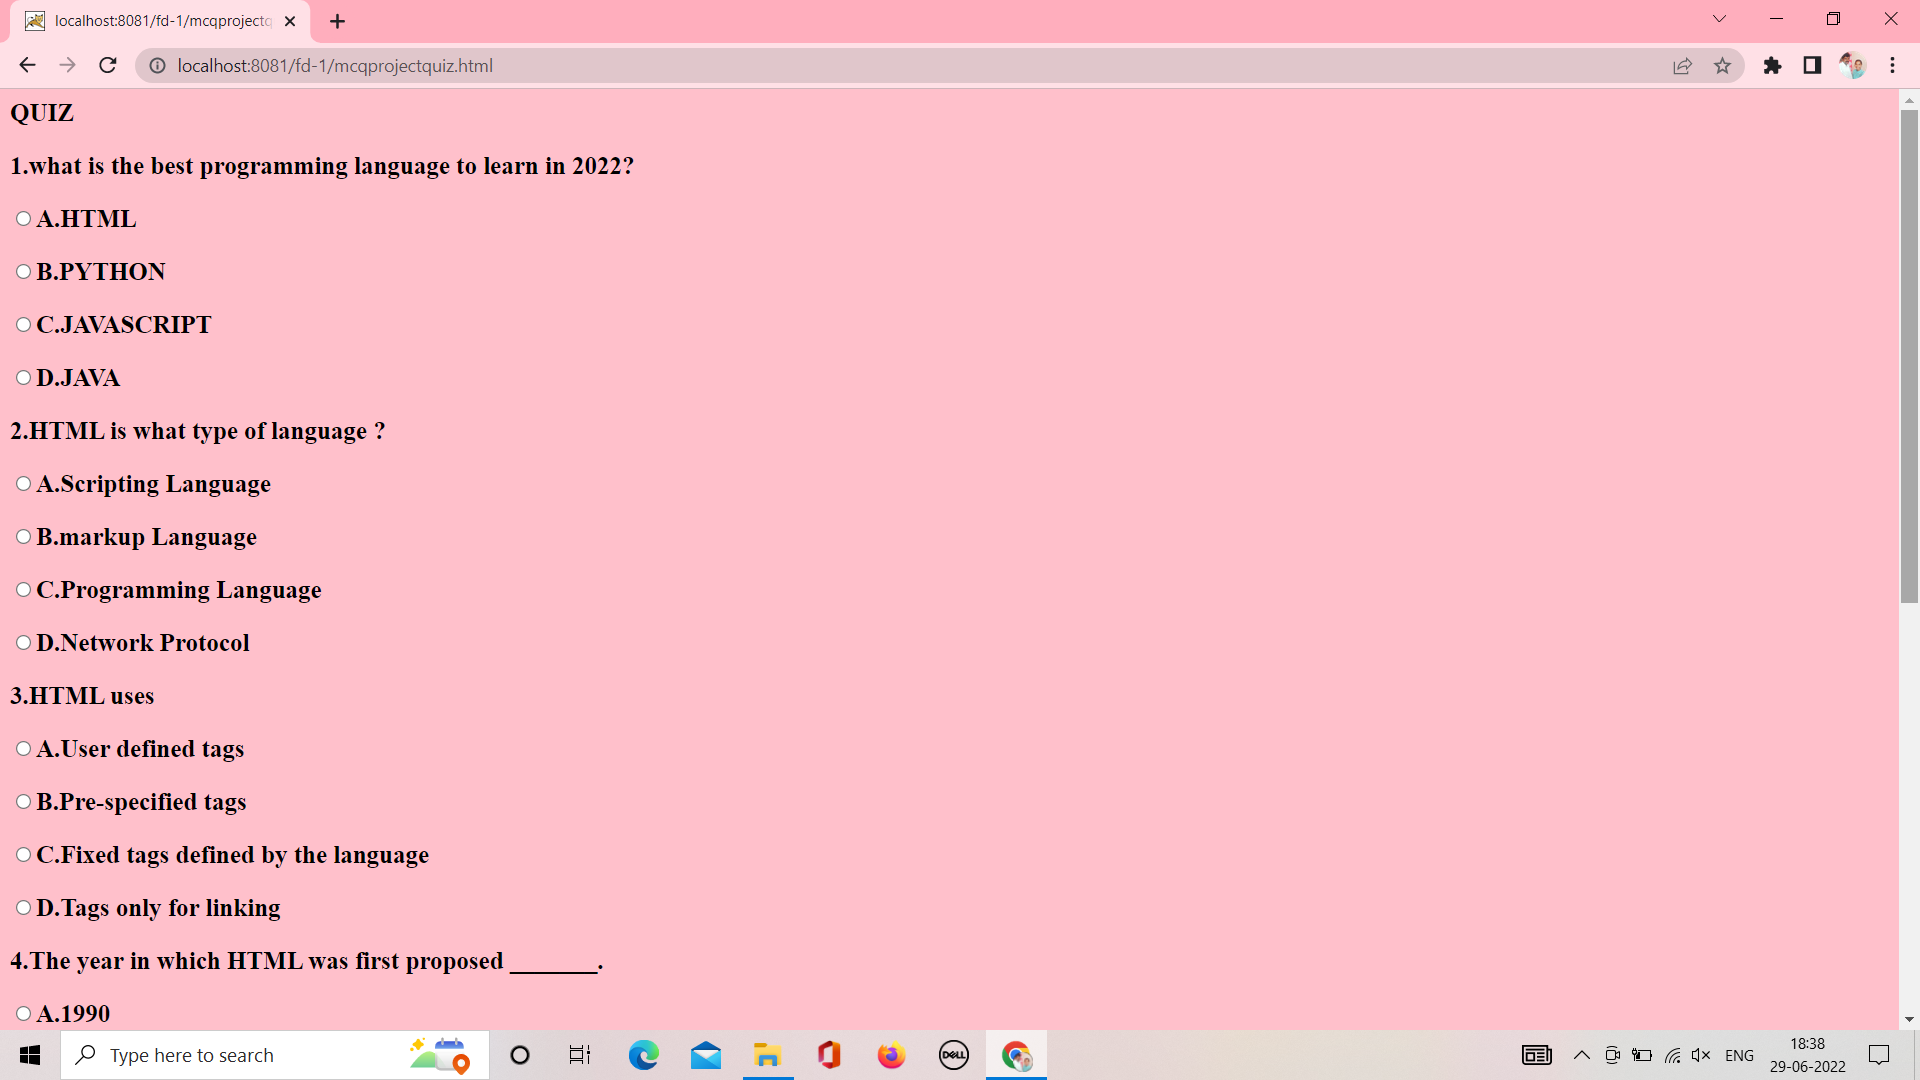 localhost:8081/fd-1/mcqprojectq
localhost:8081/fd-1/mcqprojectquiz.html
QUIZ
1.what is the best programming language to learn in 2022?
A.HTML
B.PYTHON
C.JAVASCRIPT
D.JAVA
2.HTML is what type of language ?
A.Scripting Language
B.markup Language
C.Programming Language
D.Network Protocol
3.HTML uses
A.User defined tags
B.Pre-specified tags
C.Fixed tags defined by the language
D.Tags only for linking
4.The year in which HTML was first proposed _______.
A.1990
Type here to search
DELL
ENG
18:38
29-06-2022